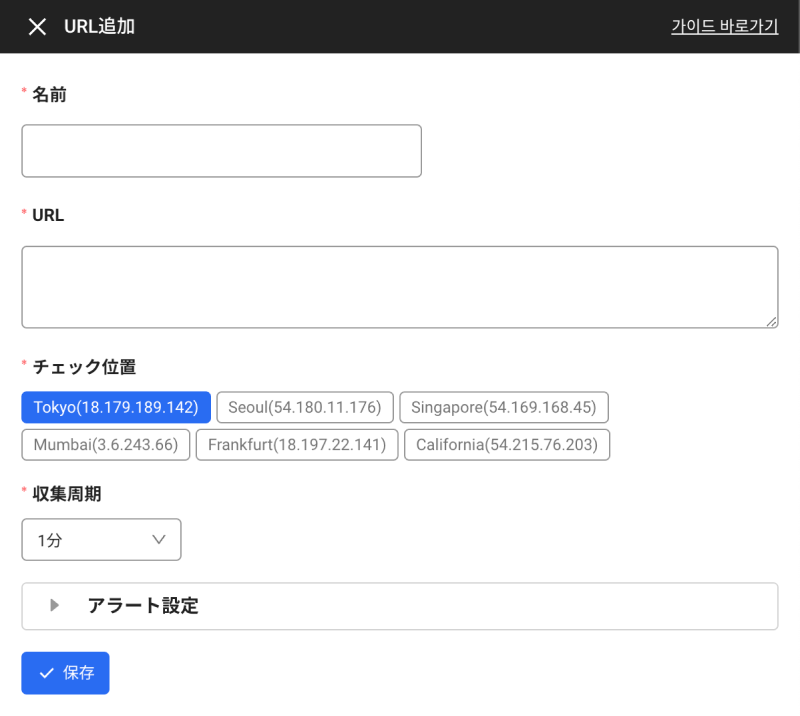 URL追加 가이드 바로가기
* 名前
* URL
* チェック位置
Tokyo(18.179.189.142) Seoul(54.180.11.176) Singapore(54.169.168.45)
Mumbai(3.6.243.66) Frankfurt(18.197.22.141) California(54.215.76.203)
* 収集周期
1分
アラート設定
保存